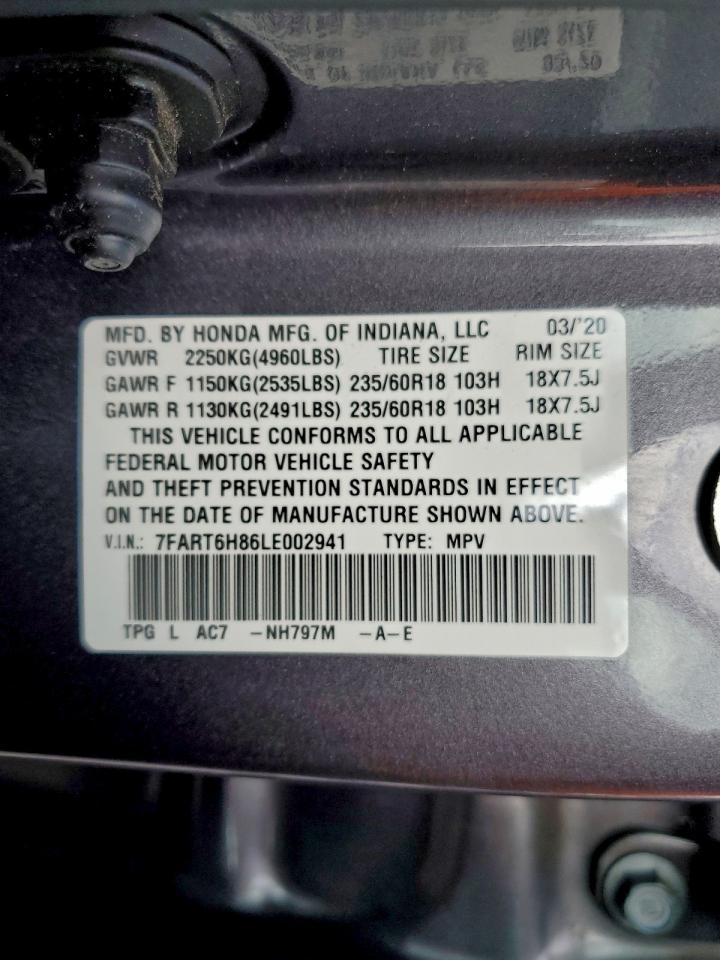 RIM SIZE
MFD. BY HONDA MFG. OF INDIANA, LLC 03/'20
GVWR 2250KG(4960LBS) TIRE SIZE RIM SIZE
GAWR F 1150KG(2535LBS) 235/60R18 103H 18X7.5J
GAWR R 1130KG(2491LBS) 235/60R18 103H 18X7.5J
THIS VEHICLE CONFORMS TO ALL APPLICABLE
FEDERAL MOTOR VEHICLE SAFETY
AND THEFT PREVENTION STANDARDS IN EFFECT
ON THE DATE OF MANUFACTURE SHOWN ABOVE.
V.I.N.: 7FART6H86LE002941 TYPE: MPV
TPG L AC7 -NH797M -A-E